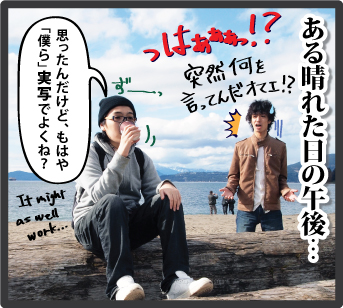 ある晴れた日の午後…
っはぁぁぁっ!?
突然何を
言ってんだオマエ!?
思ったんだけど、もはや
「僕ら」実写でよくね?
ずーーっ
It might
as well
work...